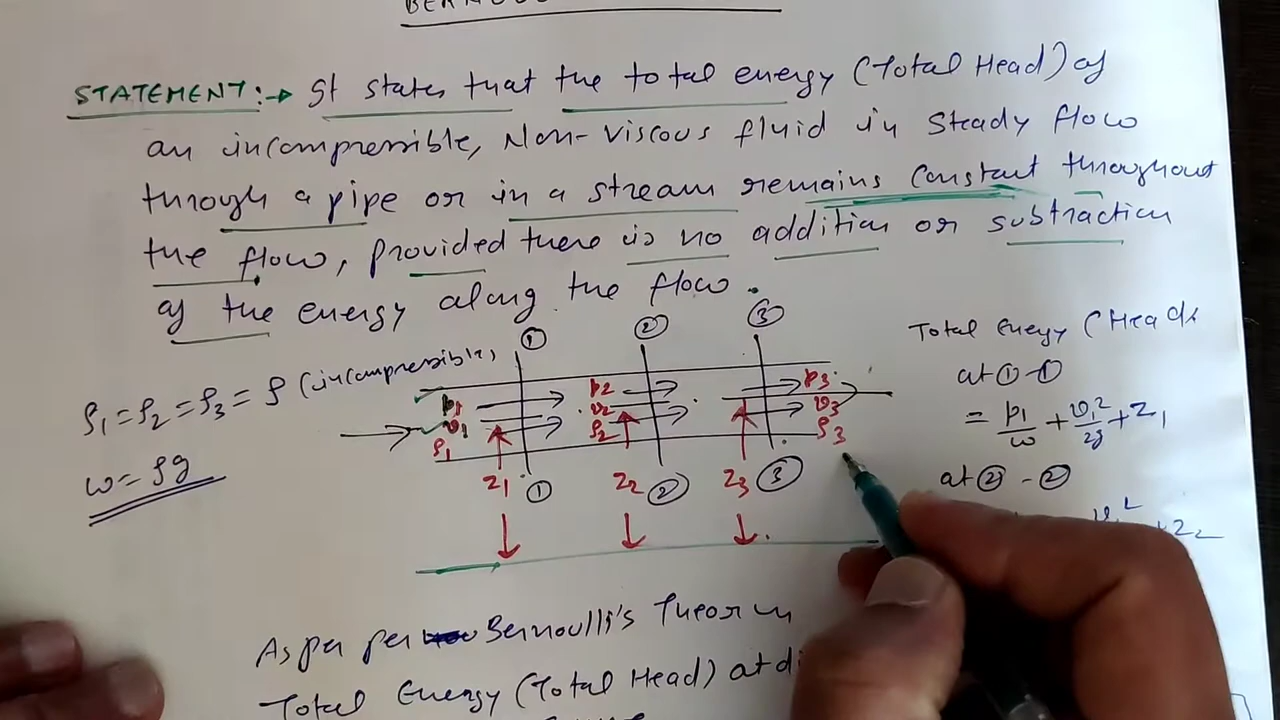 STATEMENT:→ It states that the total energy (Total Head) of
an incompressible, Non-viscous fluid in steady flow
through a pipe or in a stream remains constant throughout
the flow, provided there is no addition or subtraction
of the energy along the flow.
ρ1 = ρ2 = ρ3 = ρ (incompressible)
w = ρg
① ② ③
p1 p2 p3
v1 v2 v3
ρ1 ρ2 ρ3
Z1 ① Z2 ② Z3 ③
Total Energy (Heads
at ① - ①
= p1/w + v1²/2g + Z1
at ② - ②
v2² + Z2
As per per Bernoulli's Theorem
Total Energy (Total Head) at